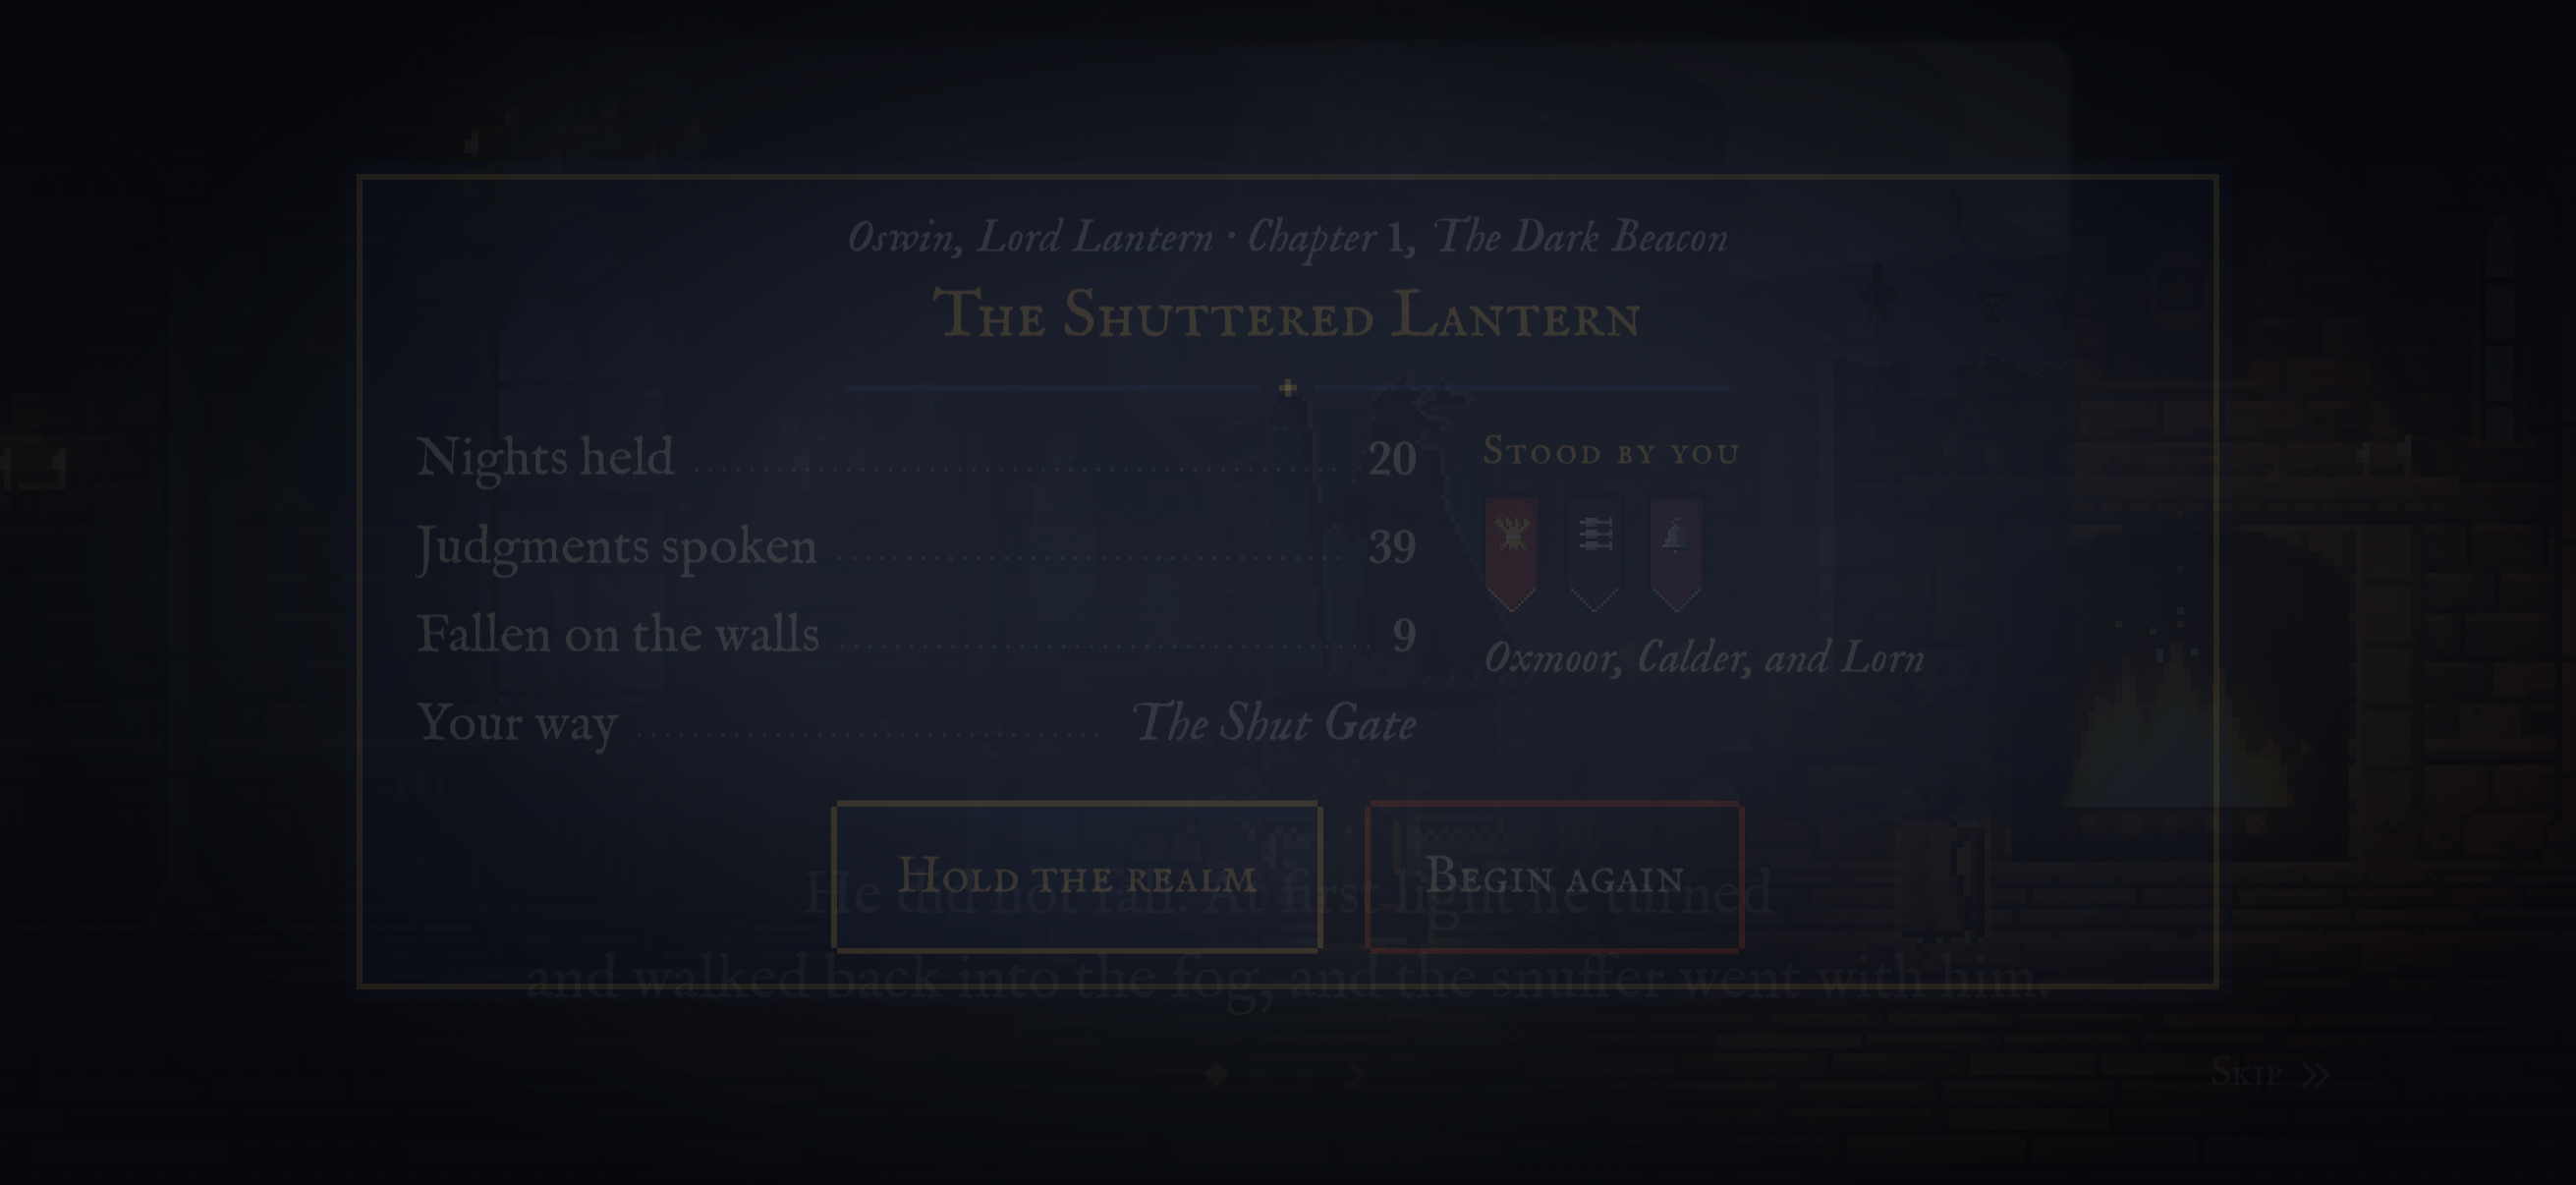 Oswin, Lord Lantern · Chapter 1, The Dark Beacon
The Shuttered Lantern
Nights held 20
Judgments spoken 39
Fallen on the walls 9
Your way The Shut Gate
Stood by you
Oxmoor, Calder, and Lorn
Hold the realm
Begin again
He did not fall. At first light he turned
and walked back into the fog, and the snuffer went with him.
Skip »